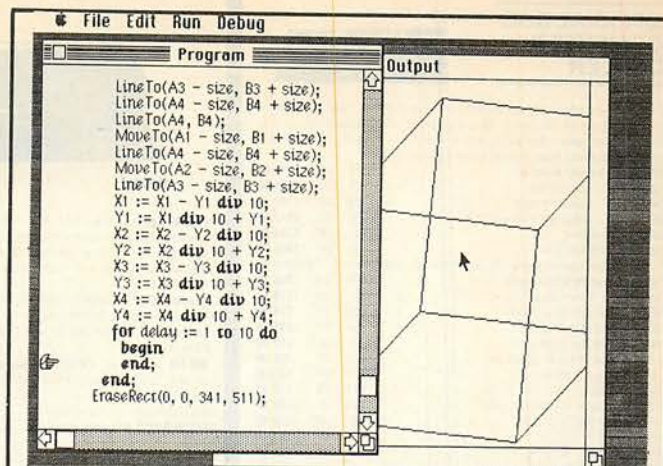 File Edit Run Debug
Program
Output
LineTo(A3 - size, B3 + size);
LineTo(A4 - size, B4 + size);
LineTo(A4, B4);
MoveTo(A1 - size, B1 + size);
LineTo(A4 - size, B4 + size);
MoveTo(A2 - size, B2 + size);
LineTo(A3 - size, B3 + size);
X1 := X1 - Y1 div 10;
Y1 := X1 div 10 + Y1;
X2 := X2 - Y2 div 10;
Y2 := X2 div 10 + Y2;
X3 := X3 - Y3 div 10;
Y3 := X3 div 10 + Y3;
X4 := X4 - Y4 div 10;
Y4 := X4 div 10 + Y4;
for delay := 1 to 10 do
begin
end;
end;
EraseRect(0, 0, 341, 511);